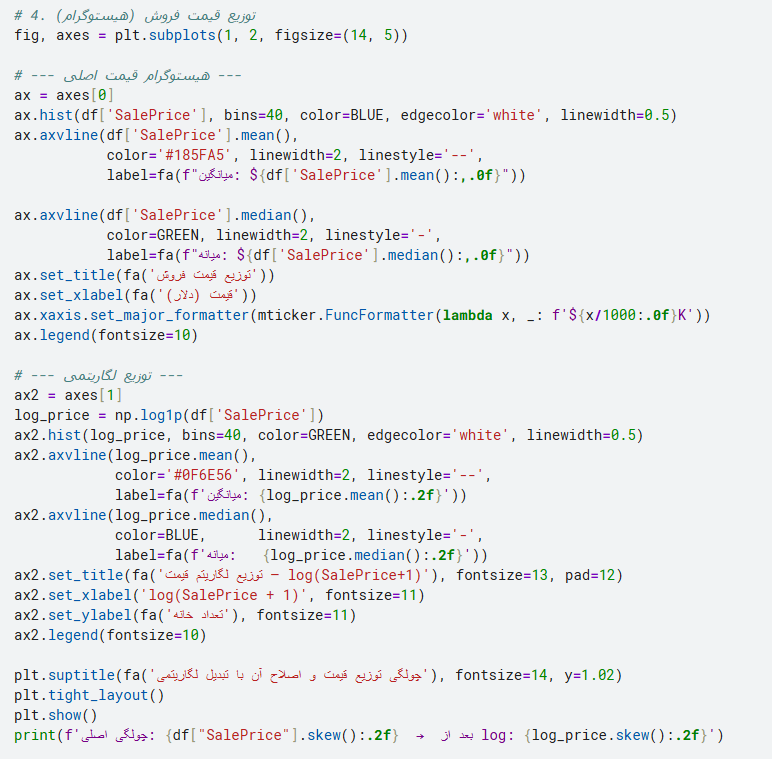 # 4. توزیع قیمت فروش (هیستوگرام)
fig, axes = plt.subplots(1, 2, figsize=(14, 5))
# --- هیستوگرام قیمت اصلی ---
ax = axes[0]
ax.hist(df['SalePrice'], bins=40, color=BLUE, edgecolor='white', linewidth=0.5)
ax.axvline(df['SalePrice'].mean(),
color='#185FA5', linewidth=2, linestyle='--',
label=fa(f"میانگین: ${df['SalePrice'].mean():,.0f}"))
ax.axvline(df['SalePrice'].median(),
color=GREEN, linewidth=2, linestyle='-',
label=fa(f"میانه: ${df['SalePrice'].median():,.0f}"))
ax.set_title(fa('توزیع قیمت فروش'))
ax.set_xlabel(fa('قیمت (دلار)'))
ax.xaxis.set_major_formatter(mticker.FuncFormatter(lambda x, _: f'${x/1000:.0f}K'))
ax.legend(fontsize=10)
# --- توزیع لگاریتمی ---
ax2 = axes[1]
log_price = np.log1p(df['SalePrice'])
ax2.hist(log_price, bins=40, color=GREEN, edgecolor='white', linewidth=0.5)
ax2.axvline(log_price.mean(),
color='#0F6E56', linewidth=2, linestyle='--',
label=fa(f'میانگین: {log_price.mean():.2f}'))
ax2.axvline(log_price.median(),
color=BLUE,      linewidth=2, linestyle='-',
label=fa(f'میانه:   {log_price.median():.2f}'))
ax2.set_title(fa('توزیع لگاریتم قیمت — log(SalePrice+1)'), fontsize=13, pad=12)
ax2.set_xlabel('log(SalePrice + 1)', fontsize=11)
ax2.set_ylabel(fa('تعداد خانه'), fontsize=11)
ax2.legend(fontsize=10)
plt.suptitle(fa('چولگی توزیع قیمت و اصلاح آن با تبدیل لگاریتمی'), fontsize=14, y=1.02)
plt.tight_layout()
plt.show()
print(f'چولگی اصلی: {df["SalePrice"].skew():.2f}  →  بعد از log: {log_price.skew():.2f}')